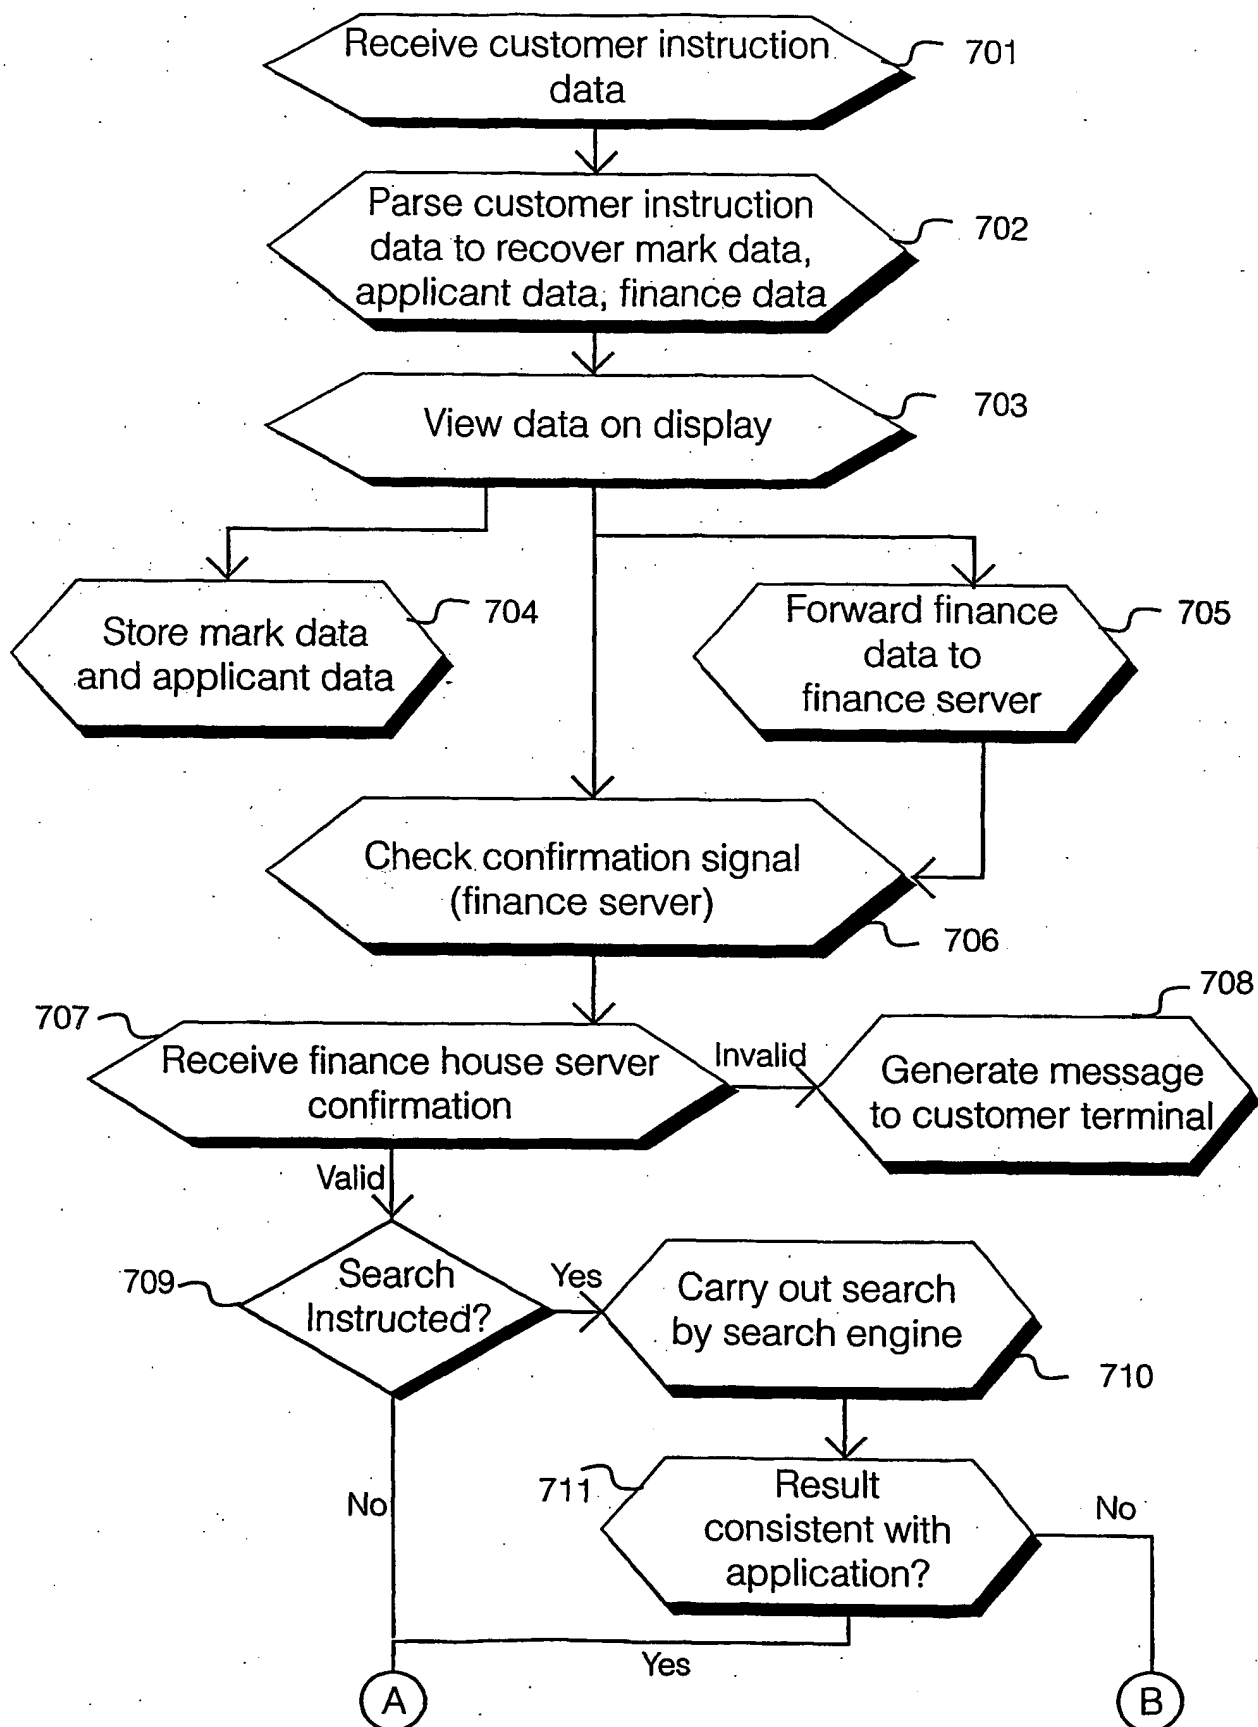 Receive customer instruction
data
701
Parse customer instruction
data to recover mark data,
applicant data, finance data
702
View data on display
703
Store mark data
and applicant data
704
Forward finance
data to
finance server
705
Check confirmation signal
(finance server)
706
707
Receive finance house server
confirmation
Invalid
708
Generate message
to customer terminal
Valid
709
Search
Instructed?
Yes
Carry out search
by search engine
710
No
711
Result
consistent with
application?
No
Yes
A
B